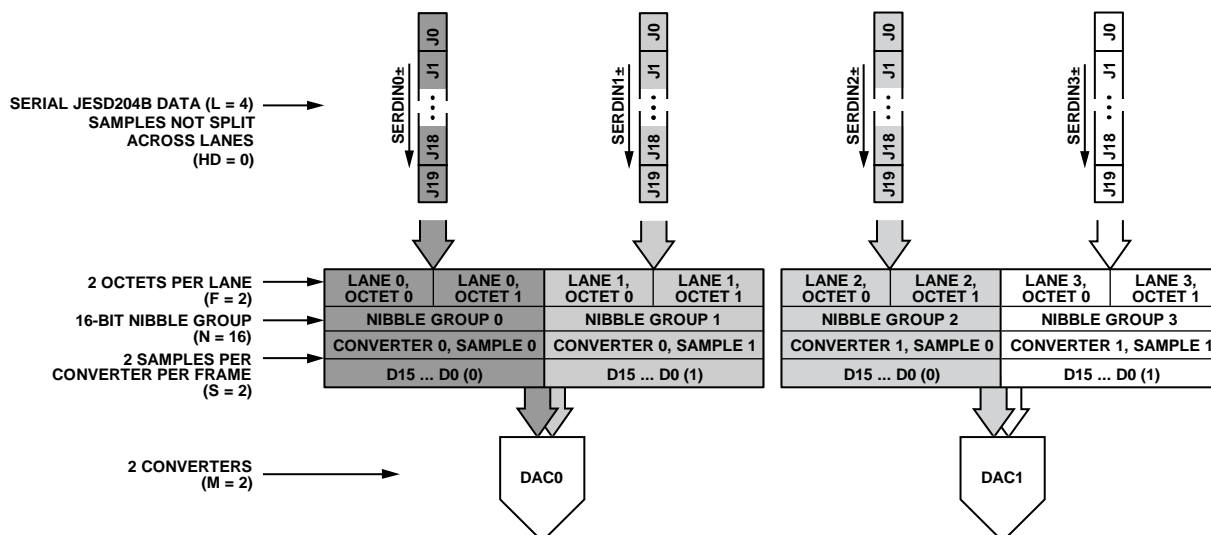 J0
J1
J18
J19
SERDIN0±
J0
J1
J18
J19
SERDIN1±
J0
J1
J18
J19
SERDIN2±
J0
J1
J18
J19
SERDIN3±
SERIAL JESD204B DATA (L = 4)
SAMPLES NOT SPLIT
ACROSS LANES
(HD = 0)
2 OCTETS PER LANE
(F = 2)
LANE 0,
OCTET 0
LANE 0,
OCTET 1
LANE 1,
OCTET 0
LANE 1,
OCTET 1
LANE 2,
OCTET 0
LANE 2,
OCTET 1
LANE 3,
OCTET 0
LANE 3,
OCTET 1
16-BIT NIBBLE GROUP
(N = 16)
NIBBLE GROUP 0
NIBBLE GROUP 1
NIBBLE GROUP 2
NIBBLE GROUP 3
2 SAMPLES PER
CONVERTER PER FRAME
(S = 2)
CONVERTER 0, SAMPLE 0
CONVERTER 0, SAMPLE 1
CONVERTER 1, SAMPLE 0
CONVERTER 1, SAMPLE 1
D15 ... D0 (0)
D15 ... D0 (1)
D15 ... D0 (0)
D15 ... D0 (1)
2 CONVERTERS
(M = 2)
DAC0
DAC1